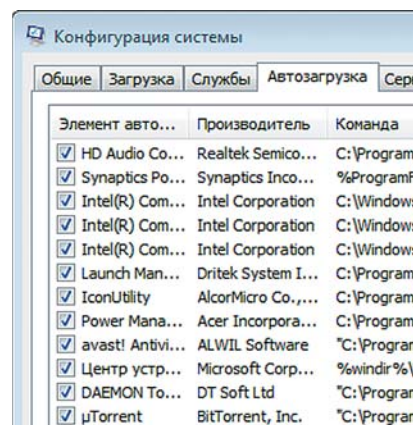 Конфигурация системы
Общие Загрузка Службы Автозагрузка Сер
Элемент авто... Производитель Команда
HD Audio Co... Realtek Semico... C:\Program
Synaptics Po... Synaptics Inco... %ProgramF
Intel(R) Com... Intel Corporation C:\Window
Intel(R) Com... Intel Corporation C:\Window
Intel(R) Com... Intel Corporation C:\Window
Launch Man... Dritek System I... C:\Program
IconUtility AlcorMicro Co.,... C:\Program
Power Mana... Acer Incorpora... C:\Program
avast! Antivi... ALWIL Software "C:\Progran
Центр устр... Microsoft Corp... %windir%\
DAEMON To... DT Soft Ltd "C:\Progran
µTorrent BitTorrent, Inc. "C:\Progran